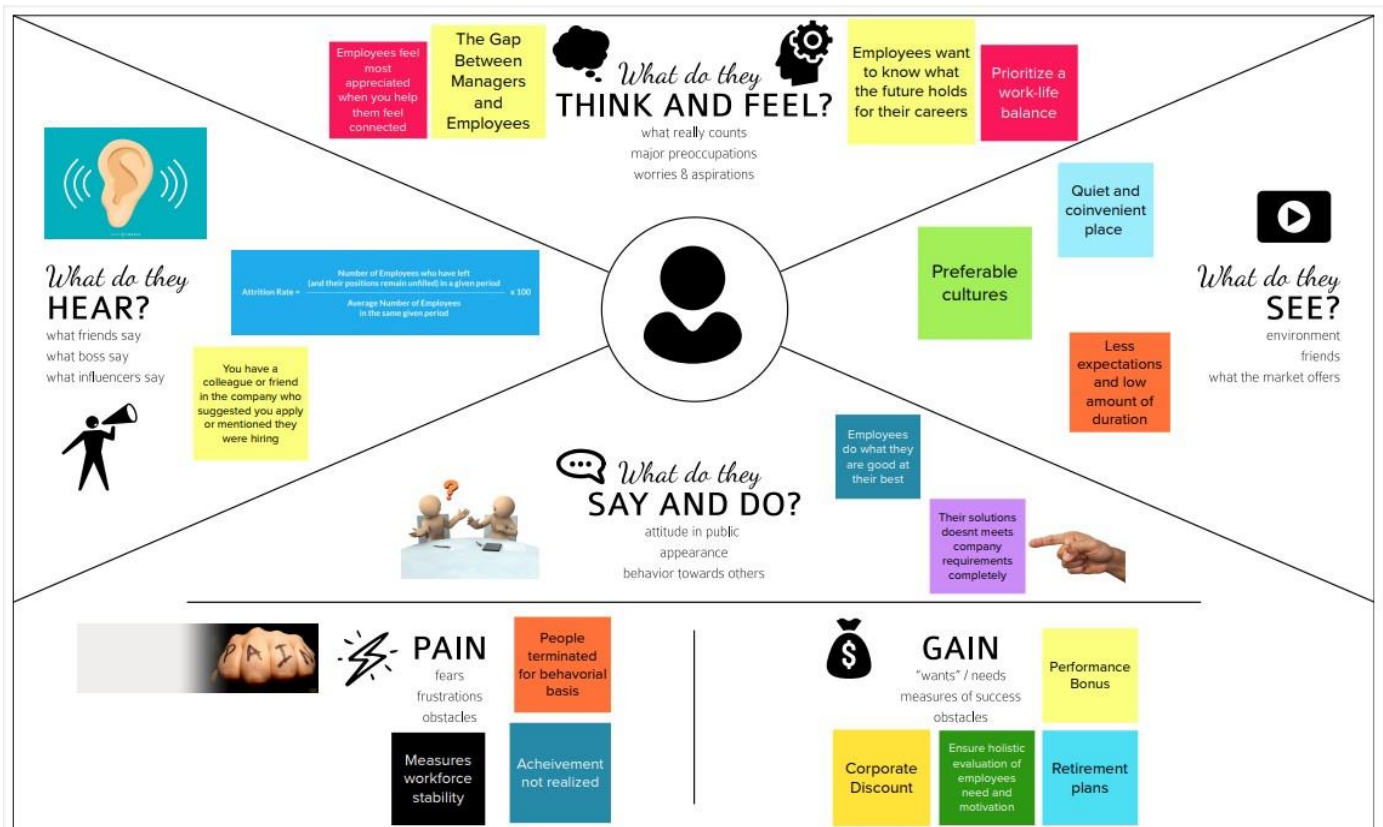 Employees feel
most
appreciated
when you help
them feel
connected
The Gap
Between
Managers
and
Employees
What do they
THINK AND FEEL?
what really counts
major preoccupations
worries & aspirations
Employees want
to know what
the future holds
for their careers
Prioritize a
work-life
balance
What do they
HEAR?
what friends say
what boss say
what influencers say
Attrition Rate =
Number of Employees who have left
(and their positions remain unfilled) in a given period
Average Number of Employees
in the same given period
x 100
You have a
colleague or friend
in the company who
suggested you apply
or mentioned they
were hiring
Quiet and
coinvenient
place
Preferable
cultures
Less
expectations
and low
amount of
duration
What do they
SEE?
environment
friends
what the market offers
What do they
SAY AND DO?
attitude in public
appearance
behavior towards others
Employees
do what they
are good at
their best
Their solutions
doesnt meets
company
requirements
completely
PAIN
PAIN
fears
frustrations
obstacles
People
terminated
for behavorial
basis
Measures
workforce
stability
Acheivement
not realized
GAIN
"wants" / needs
measures of success
obstacles
Performance
Bonus
Corporate
Discount
Ensure holistic
evaluation of
employees
need and
motivation
Retirement
plans